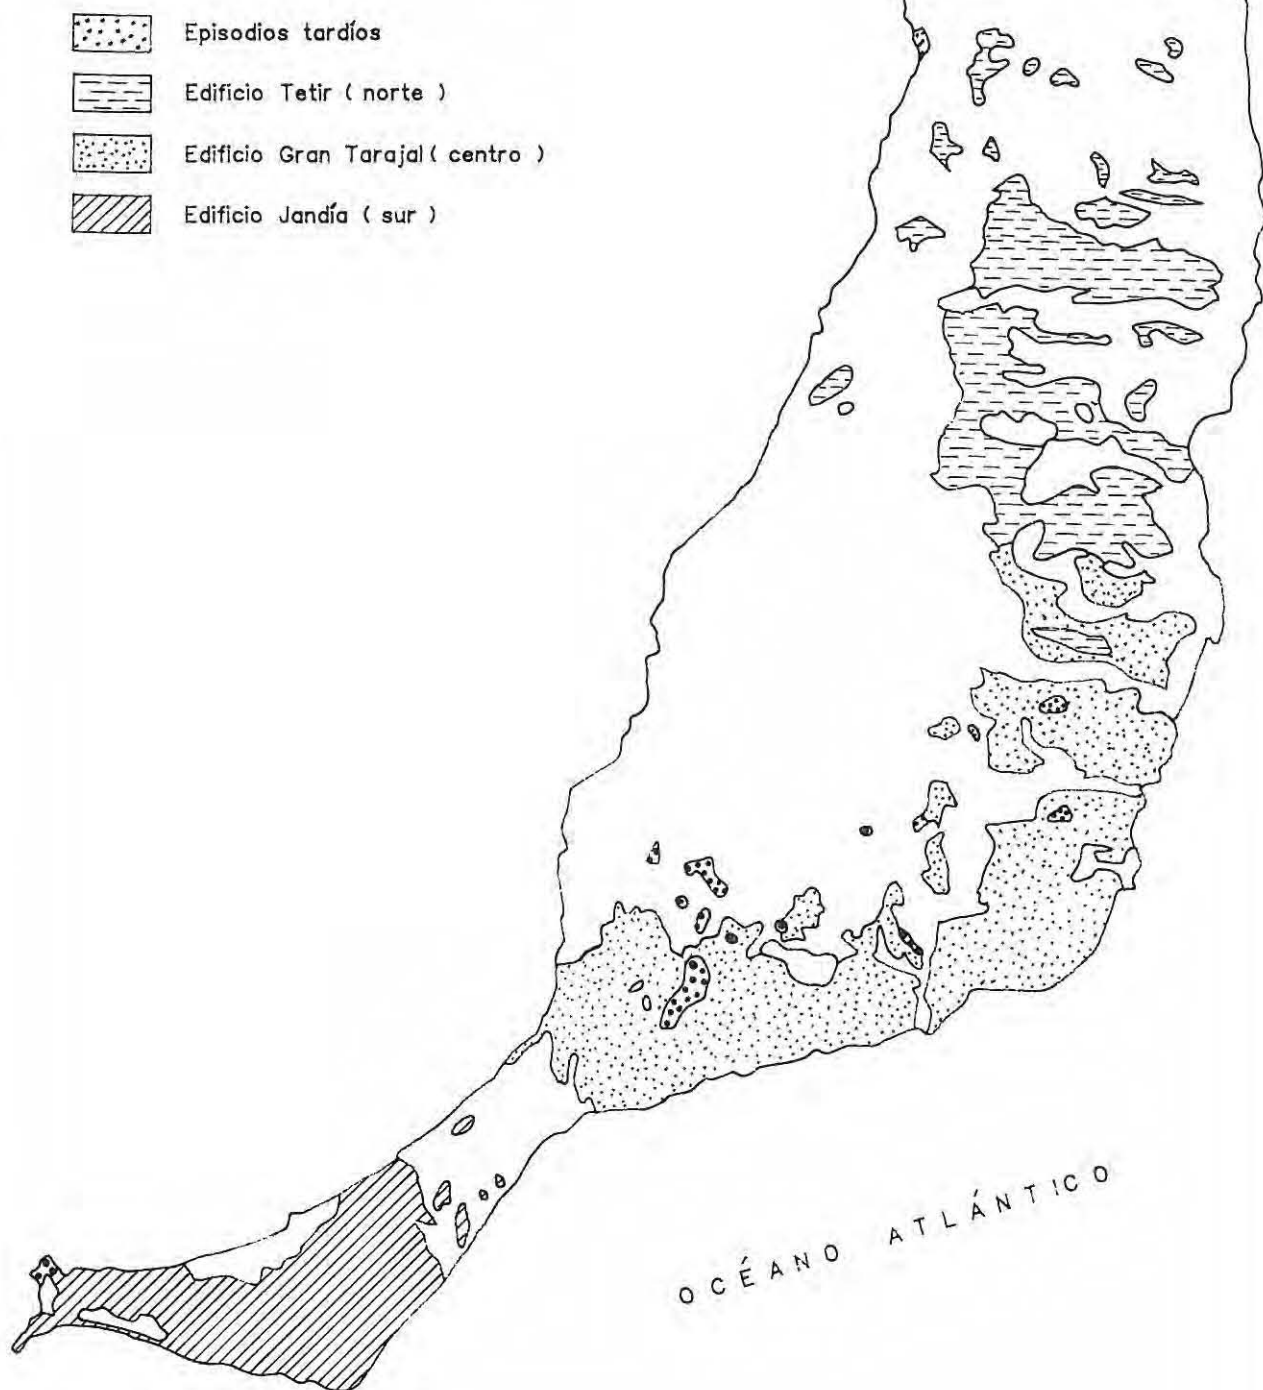 Episodios tardíos
Edificio Tetir ( norte )
Edificio Gran Tarajal ( centro )
Edificio Jandía ( sur )
OCÉANO ATLÁNTICO